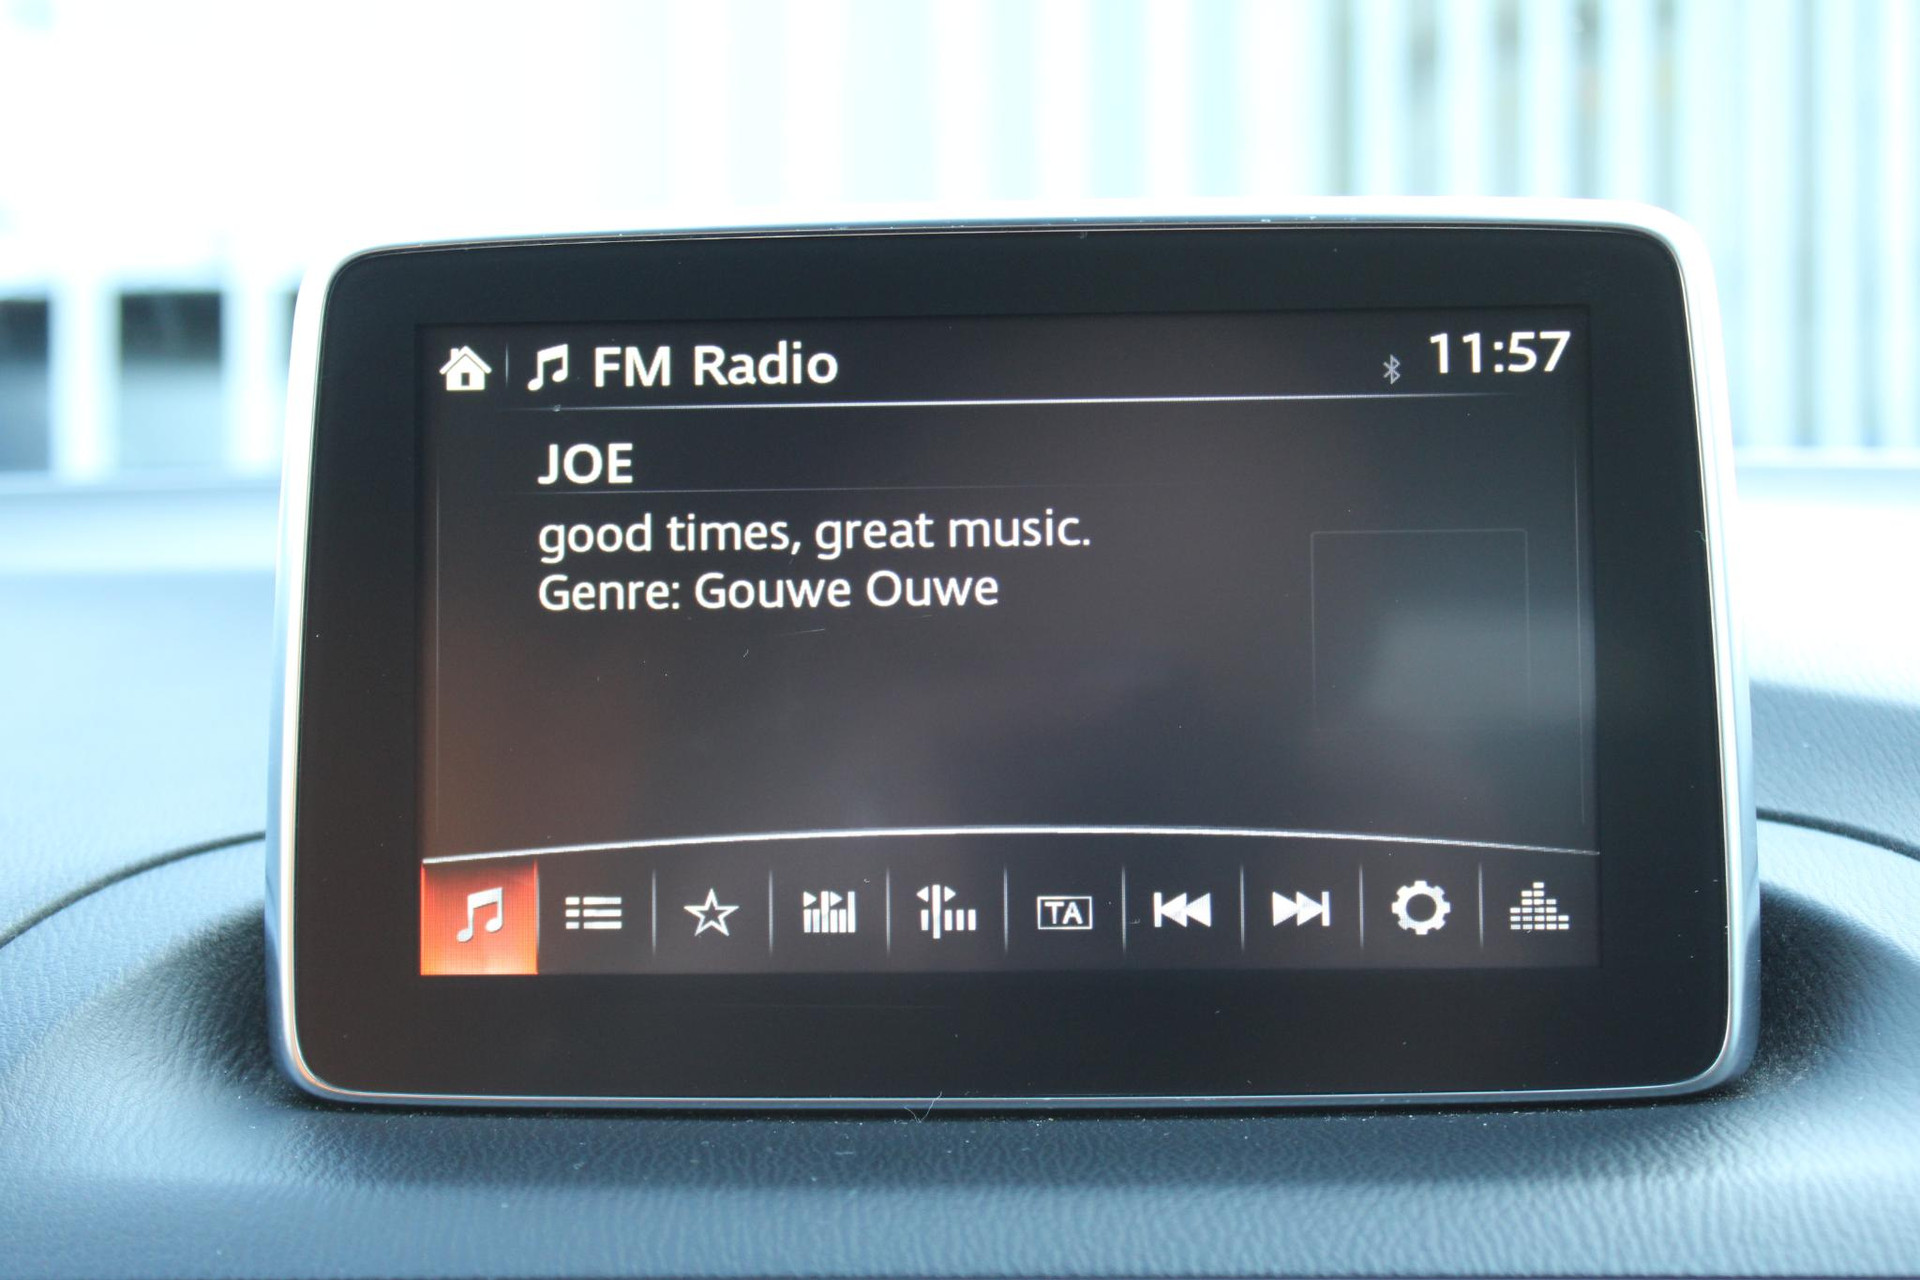 FM Radio
11:57
JOE
good times, great music.
Genre: Gouwe Ouwe
TA